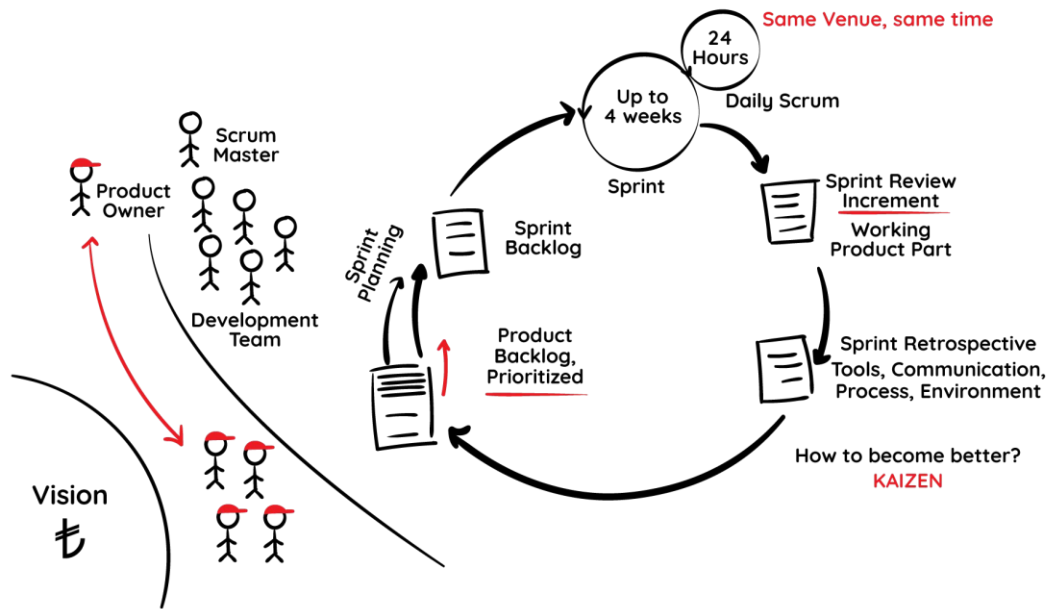 Same Venue, same time
24
Hours
Daily Scrum
Up to
4 weeks
Sprint
Scrum
Master
Product
Owner
Development
Team
Sprint
Planning
Sprint
Backlog
Sprint Review
Increment
Working
Product Part
Product
Backlog,
Prioritized
Sprint Retrospective
Tools, Communication,
Process, Environment
How to become better?
KAIZEN
Vision
₺